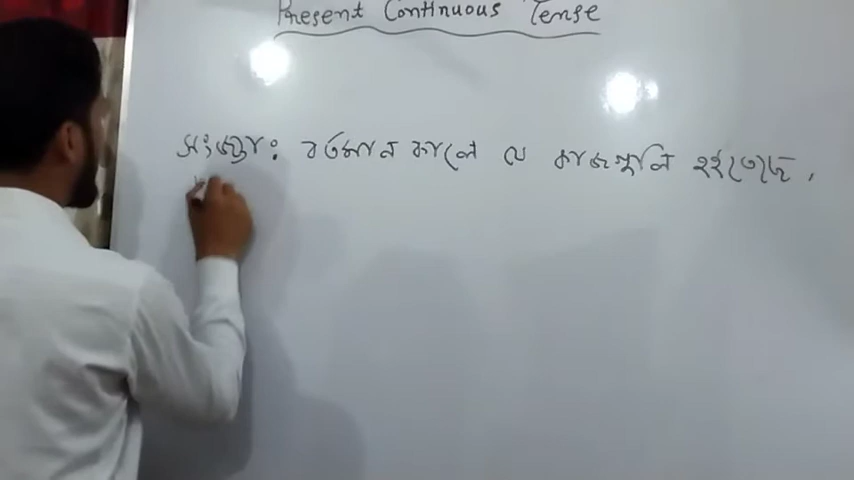 Present Continuous Tense
সংজ্ঞা: বর্তমান কালে যে কাজগুলি হইতেছে,